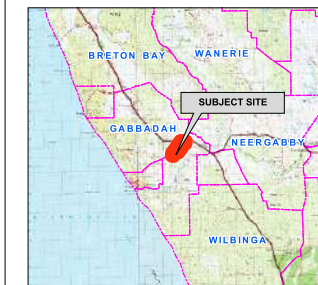 BRETON BAY
WANERIE
SUBJECT SITE
GABBADAH
NEERGABBY
WILBINGA